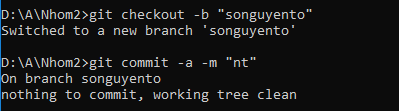 D:\A\Nhom2>git checkout -b "songuyento"
Switched to a new branch 'songuyento'
D:\A\Nhom2>git commit -a -m "nt"
On branch songuyento
nothing to commit, working tree clean